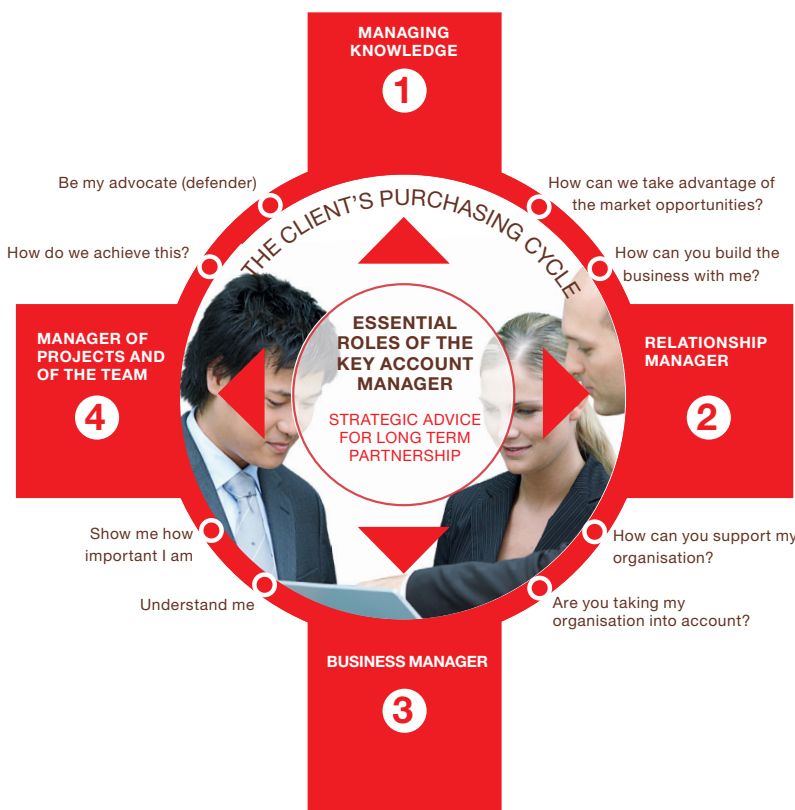 MANAGING
KNOWLEDGE
1
Be my advocate (defender)
How do we achieve this?
THE CLIENT'S PURCHASING CYCLE
How can we take advantage of
the market opportunities?
How can you build the
business with me?
MANAGER OF
PROJECTS AND
OF THE TEAM
4
ESSENTIAL
ROLES OF THE
KEY ACCOUNT
MANAGER
STRATEGIC ADVICE
FOR LONG TERM
PARTNERSHIP
RELATIONSHIP
MANAGER
2
Show me how
important I am
Understand me
How can you support my
organisation?
Are you taking my
organisation into account?
BUSINESS MANAGER
3